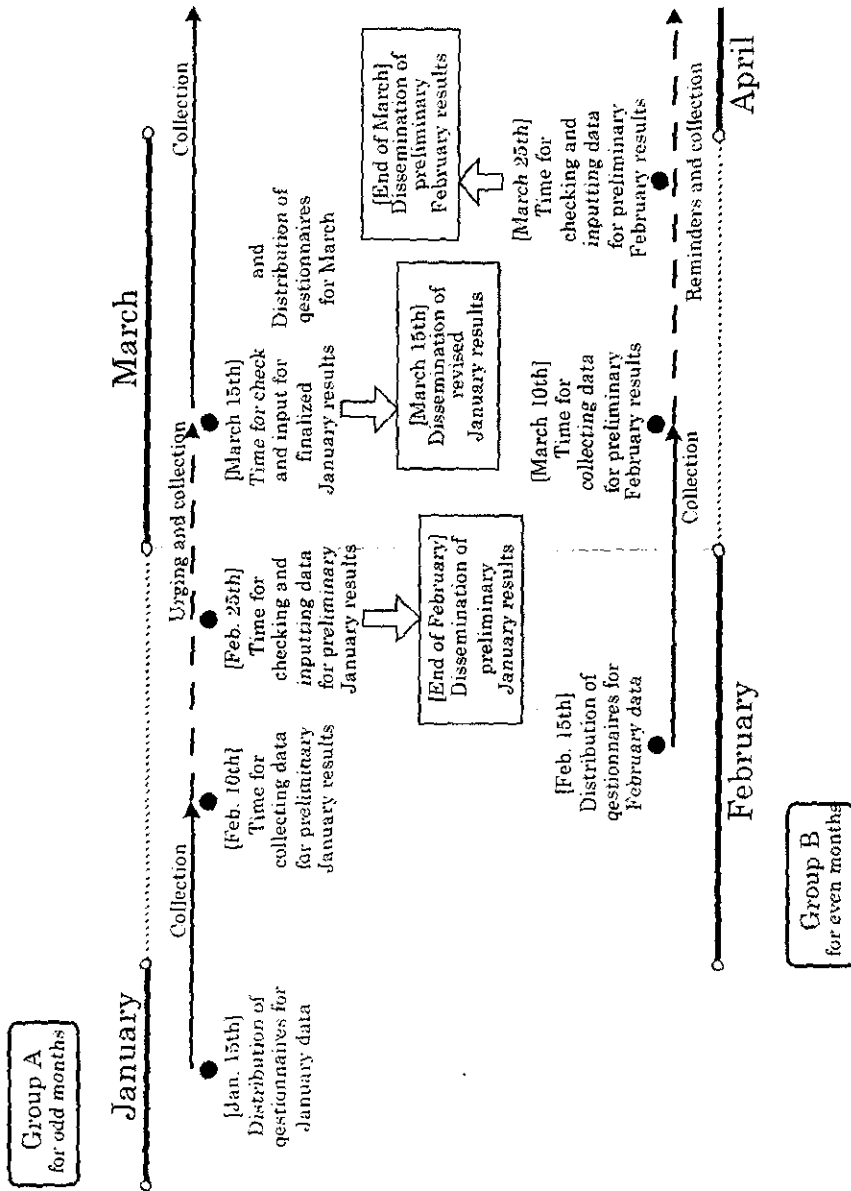 Group A
for odd months
January
March
Collection
Urging and collection
Collection
[Jan. 15th]
Distribution of
qestionnaires for
January data
[Feb. 10th]
Time for
collecting data
for preliminary
January results
[Feb. 25th]
Time for
checking and
inputting data
for preliminary
January results
[March 15th]
Time for check
and input for
finalized
January results
and
Distribution of
qestionnaires
for March
[End of February]
Dissemination of
preliminary
January results
[March 15th]
Dissemination of
revised
January results
[End of March]
Dissemination of
preliminary
February results
[Feb. 15th]
Distribution of
qestionnaires for
February data
[March 10th]
Time for
collecting data
for preliminary
February results
[March 25th]
Time for
checking and
inputting data
for preliminary
February results
Collection
Reminders and collection
February
April
Group B
for even months